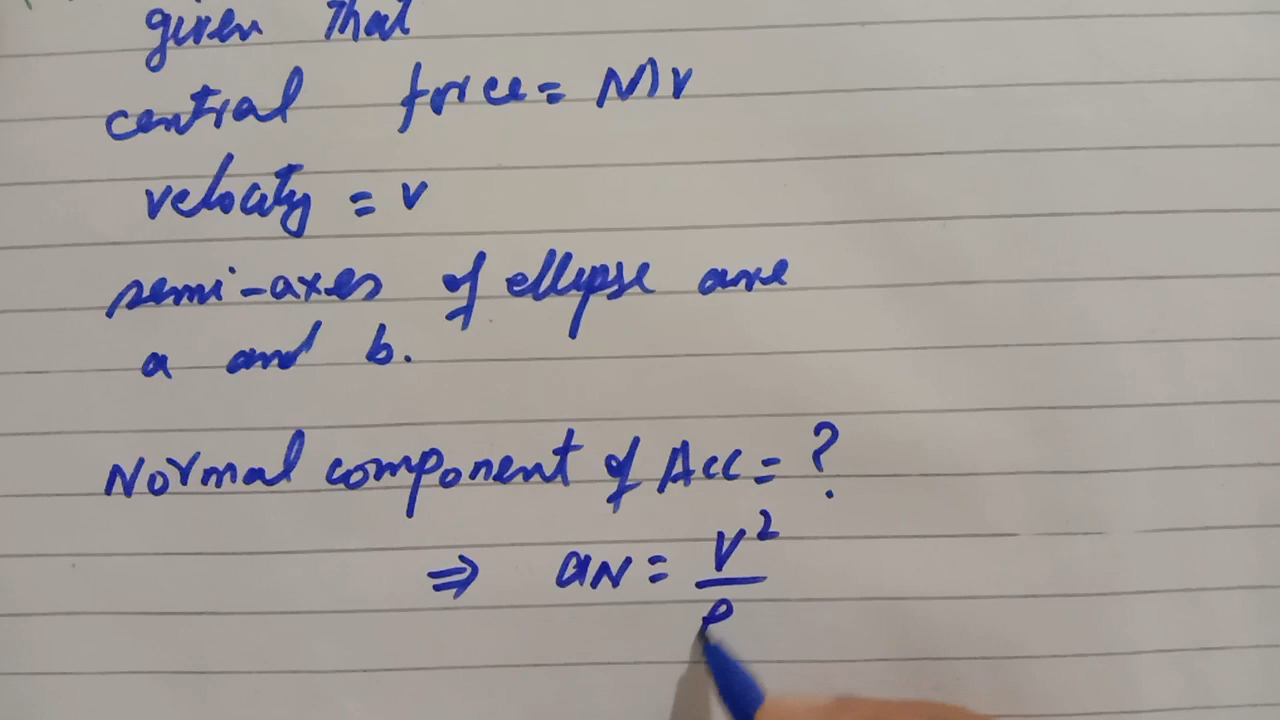 given that
central force = Mr
velocity = v
semi-axes of ellipse are
a and b.
Normal component of Acc = ?
⇒ aN = V²/ρ